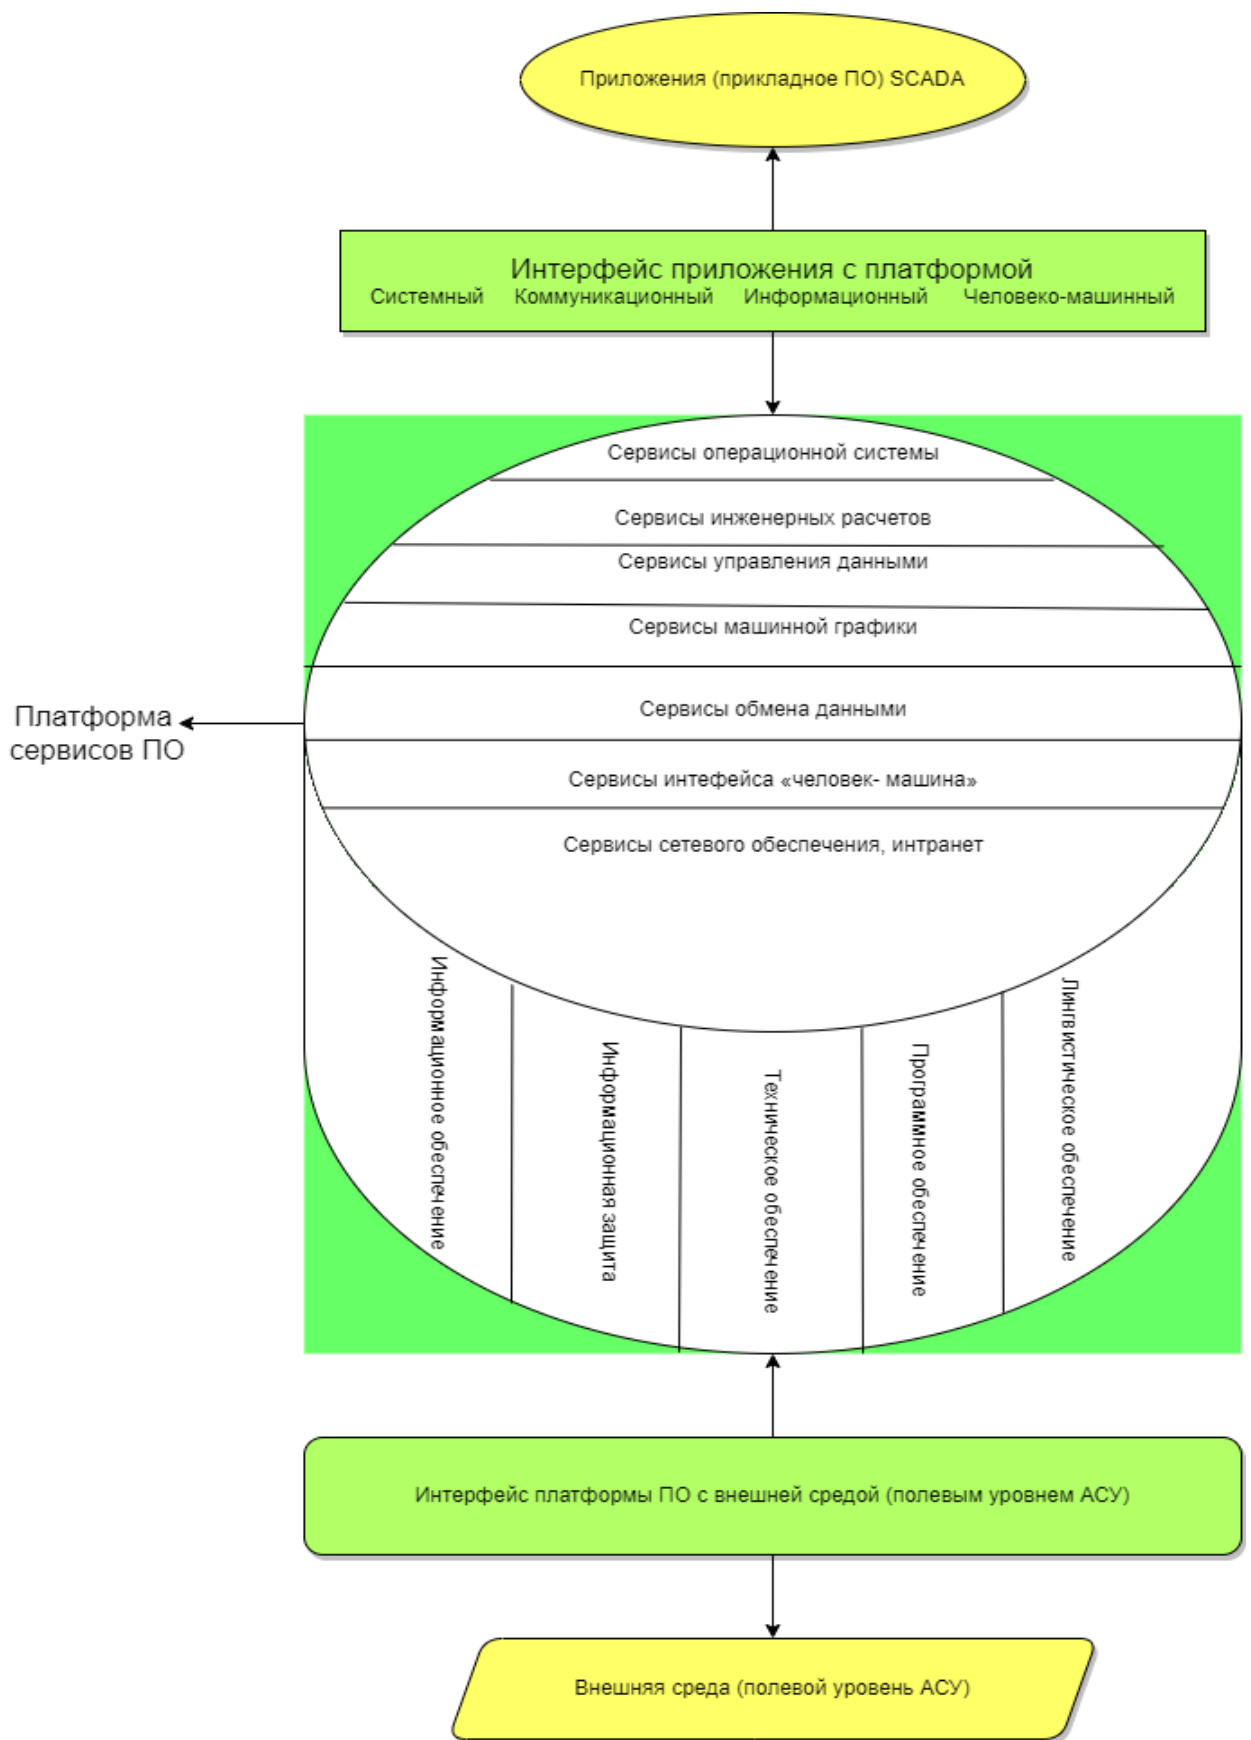 Приложения (прикладное ПО) SCADA
Интерфейс приложения с платформой
Системный Коммуникационный Информационный Человеко-машинный
Сервисы операционной системы
Сервисы инженерных расчетов
Сервисы управления данными
Сервисы машинной графики
Платформа
сервисов ПО
Сервисы обмена данными
Сервисы интефейса «человек- машина»
Сервисы сетевого обеспечения, интранет
Информационное обеспечение
Информационная защита
Техническое обеспечение
Программное обеспечение
Лингвистическое обеспечение
Интерфейс платформы ПО с внешней средой (полевым уровнем АСУ)
Внешняя среда (полевой уровень АСУ)